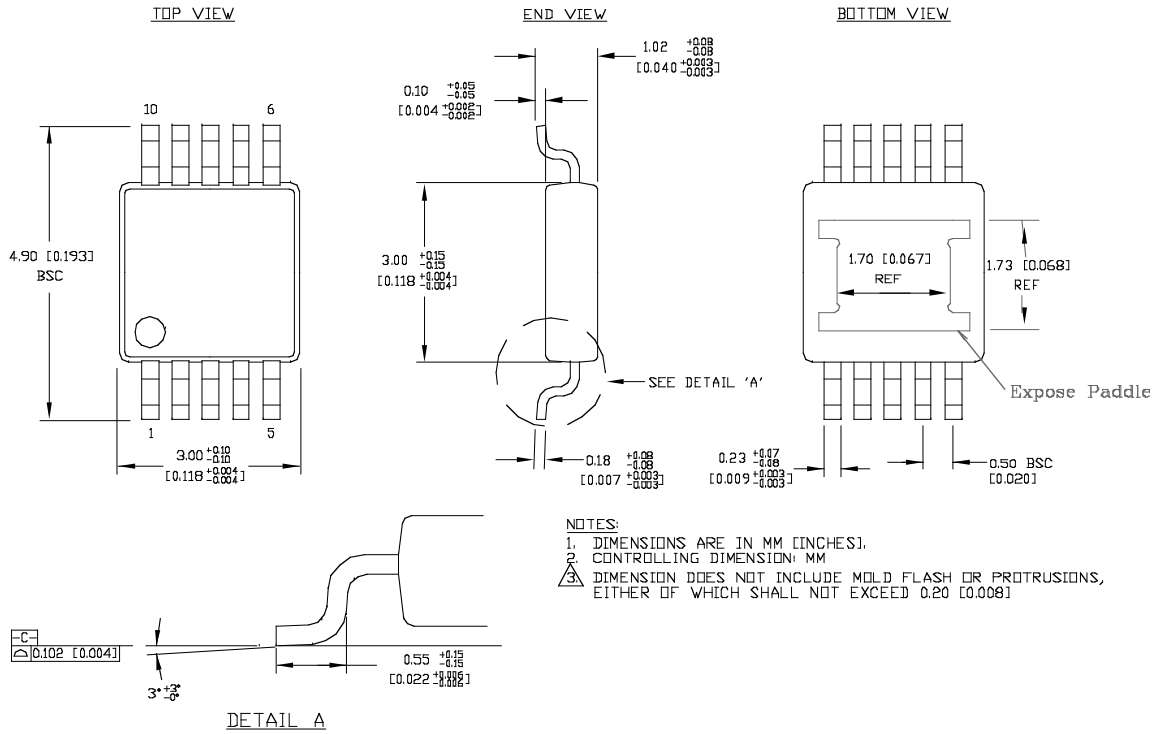 TOP VIEW
END VIEW
BOTTOM VIEW
1.02 +0.08 -0.08
[0.040 +0.003 -0.003]
0.10 +0.05 -0.05
[0.004 +0.002 -0.002]
10 6
4.90 [0.193]
BSC
3.00 +0.15 -0.15
[0.118 +0.004 -0.004]
1.70 [0.067]
REF
1.73 [0.068]
REF
SEE DETAIL 'A'
Expose Paddle
1 5
3.00 +0.10 -0.10
[0.118 +0.004 -0.004]
0.18 +0.08 -0.08
[0.007 +0.003 -0.003]
0.23 +0.07 -0.08
[0.009 +0.003 -0.003]
0.50 BSC
[0.020]
NOTES:
1. DIMENSIONS ARE IN MM [INCHES].
2. CONTROLLING DIMENSION: MM
3. DIMENSION DOES NOT INCLUDE MOLD FLASH OR PROTRUSIONS,
EITHER OF WHICH SHALL NOT EXCEED 0.20 [0.008]
-C-
0.102 [0.004]
3° +3° -0°
0.55 +0.15 -0.15
[0.022 +0.006 -0.002]
DETAIL A